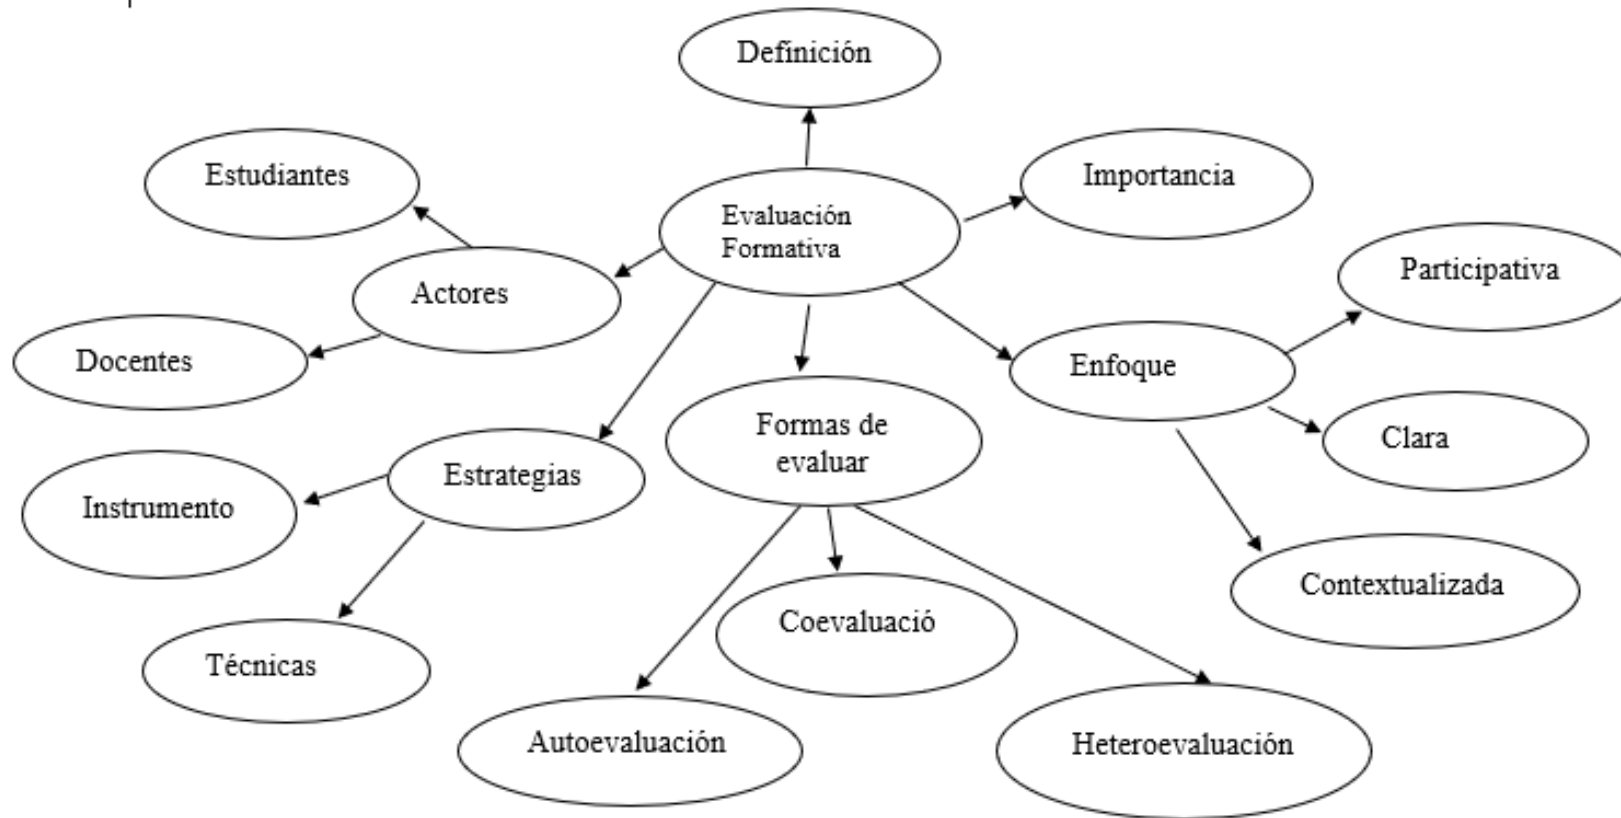 Definición
Estudiantes
Importancia
Evaluación
Formativa
Participativa
Actores
Docentes
Enfoque
Formas de
evaluar
Clara
Estrategias
Instrumento
Contextualizada
Coevaluació
Técnicas
Autoevaluación
Heteroevaluación